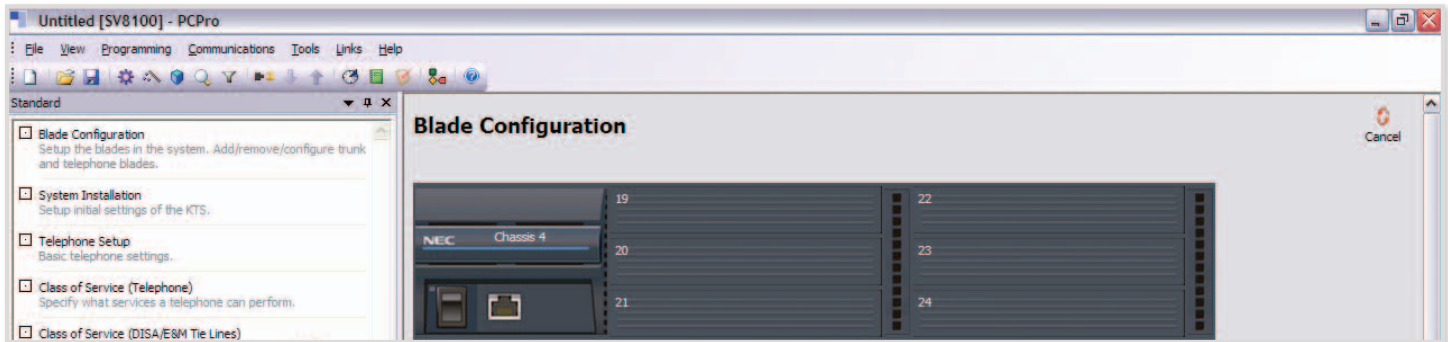 Untitled [SV8100] - PCPro
File View Programming Communications Tools Links Help
Standard
Blade Configuration
Setup the blades in the system. Add/remove/configure trunk
and telephone blades.
System Installation
Setup initial settings of the KTS.
Telephone Setup
Basic telephone settings.
Class of Service (Telephone)
Specify what services a telephone can perform.
Class of Service (DISA/E&M Tie Lines)
Blade Configuration
Cancel
NEC Chassis 4
19
20
21
22
23
24